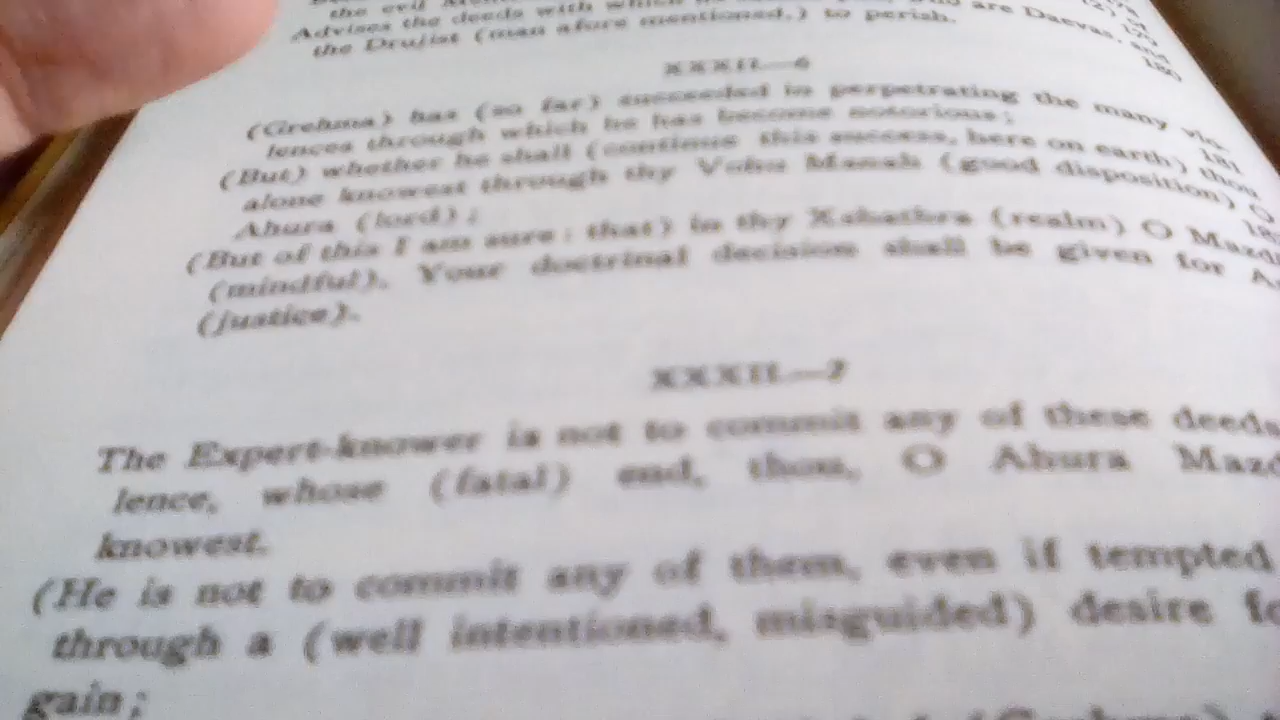 the evil
Advises the deeds with which
are Daevas, and
the Drujist (man afore mentioned,) to perish.
180
XXXII—6
(Grehma) has (so far) succeeded in perpetrating the many vio-
lences through which he has become notorious;
181
(But) whether he shall (continue this success, here on earth) thou
alone knowest through thy Vohu Manah (good disposition) O
Ahura (lord);
(But of this I am sure: that) in thy Xshathra (realm) O Mazd
(mindful). Your doctrinal decision shall be given for A
(justice).
XXXII—7
The Expert-knower is not to commit any of these deeds
lence, whose (fatal) end, thou, O Ahura Mazd
knowest.
(He is not to commit any of them, even if tempted
through a (well intentioned, misguided) desire fo
gain;